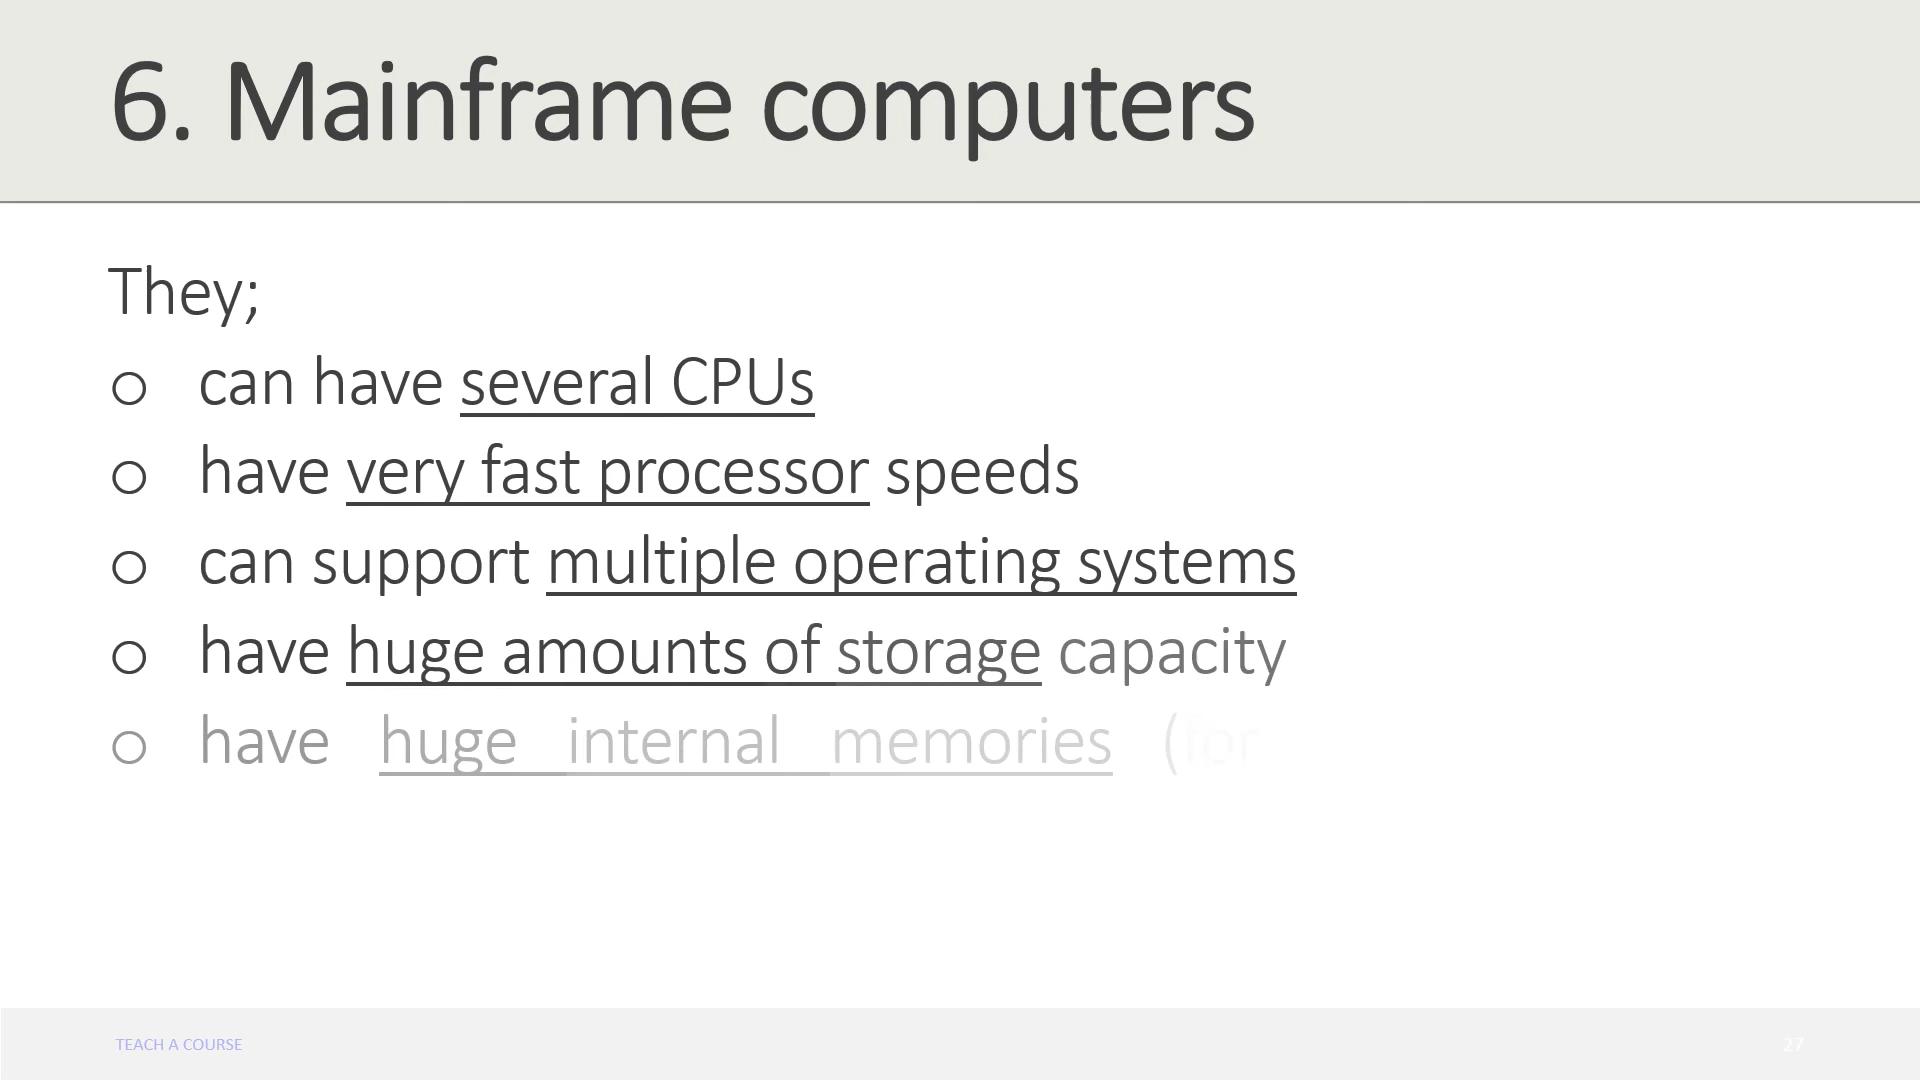 6. Mainframe computers
They;
o can have several CPUs
o have very fast processor speeds
o can support multiple operating systems
o have huge amounts of storage capacity
o have huge internal memories (for
TEACH A COURSE
27